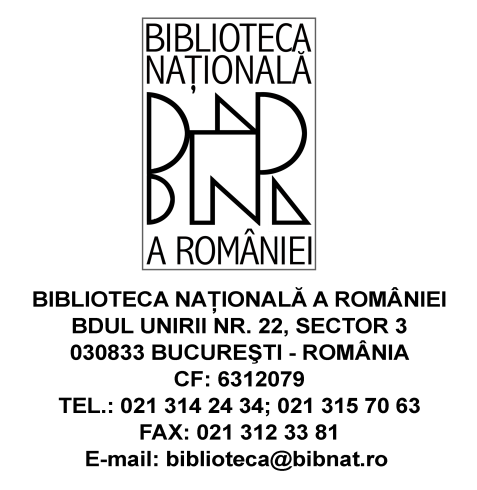 BIBLIOTECA
NAȚIONALĂ
BNR
A ROMÂNIEI
BIBLIOTECA NAȚIONALĂ A ROMÂNIEI
BDUL UNIRII NR. 22, SECTOR 3
030833 BUCUREŞTI - ROMÂNIA
CF: 6312079
TEL.: 021 314 24 34; 021 315 70 63
FAX: 021 312 33 81
E-mail: biblioteca@bibnat.ro